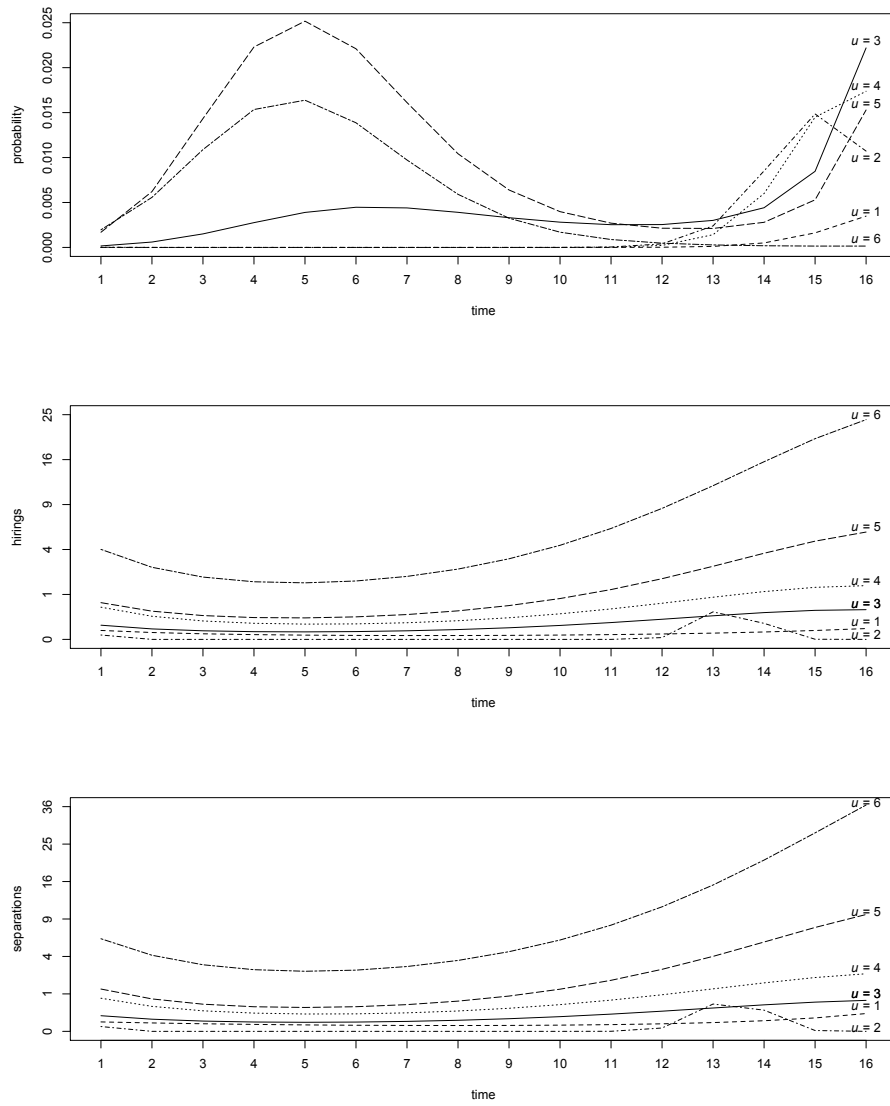 0.025
0.020
0.015
0.010
0.005
0.000
probability
u = 3
u = 4
u = 5
u = 2
u = 1
u = 6
1 2 3 4 5 6 7 8 9 10 11 12 13 14 15 16
time
25
16
9
4
1
0
hirings
u = 6
u = 5
u = 4
u = 3
u = 1
u = 2
1 2 3 4 5 6 7 8 9 10 11 12 13 14 15 16
time
36
25
16
9
4
1
0
separations
u = 6
u = 5
u = 4
u = 3
u = 1
u = 2
1 2 3 4 5 6 7 8 9 10 11 12 13 14 15 16
time